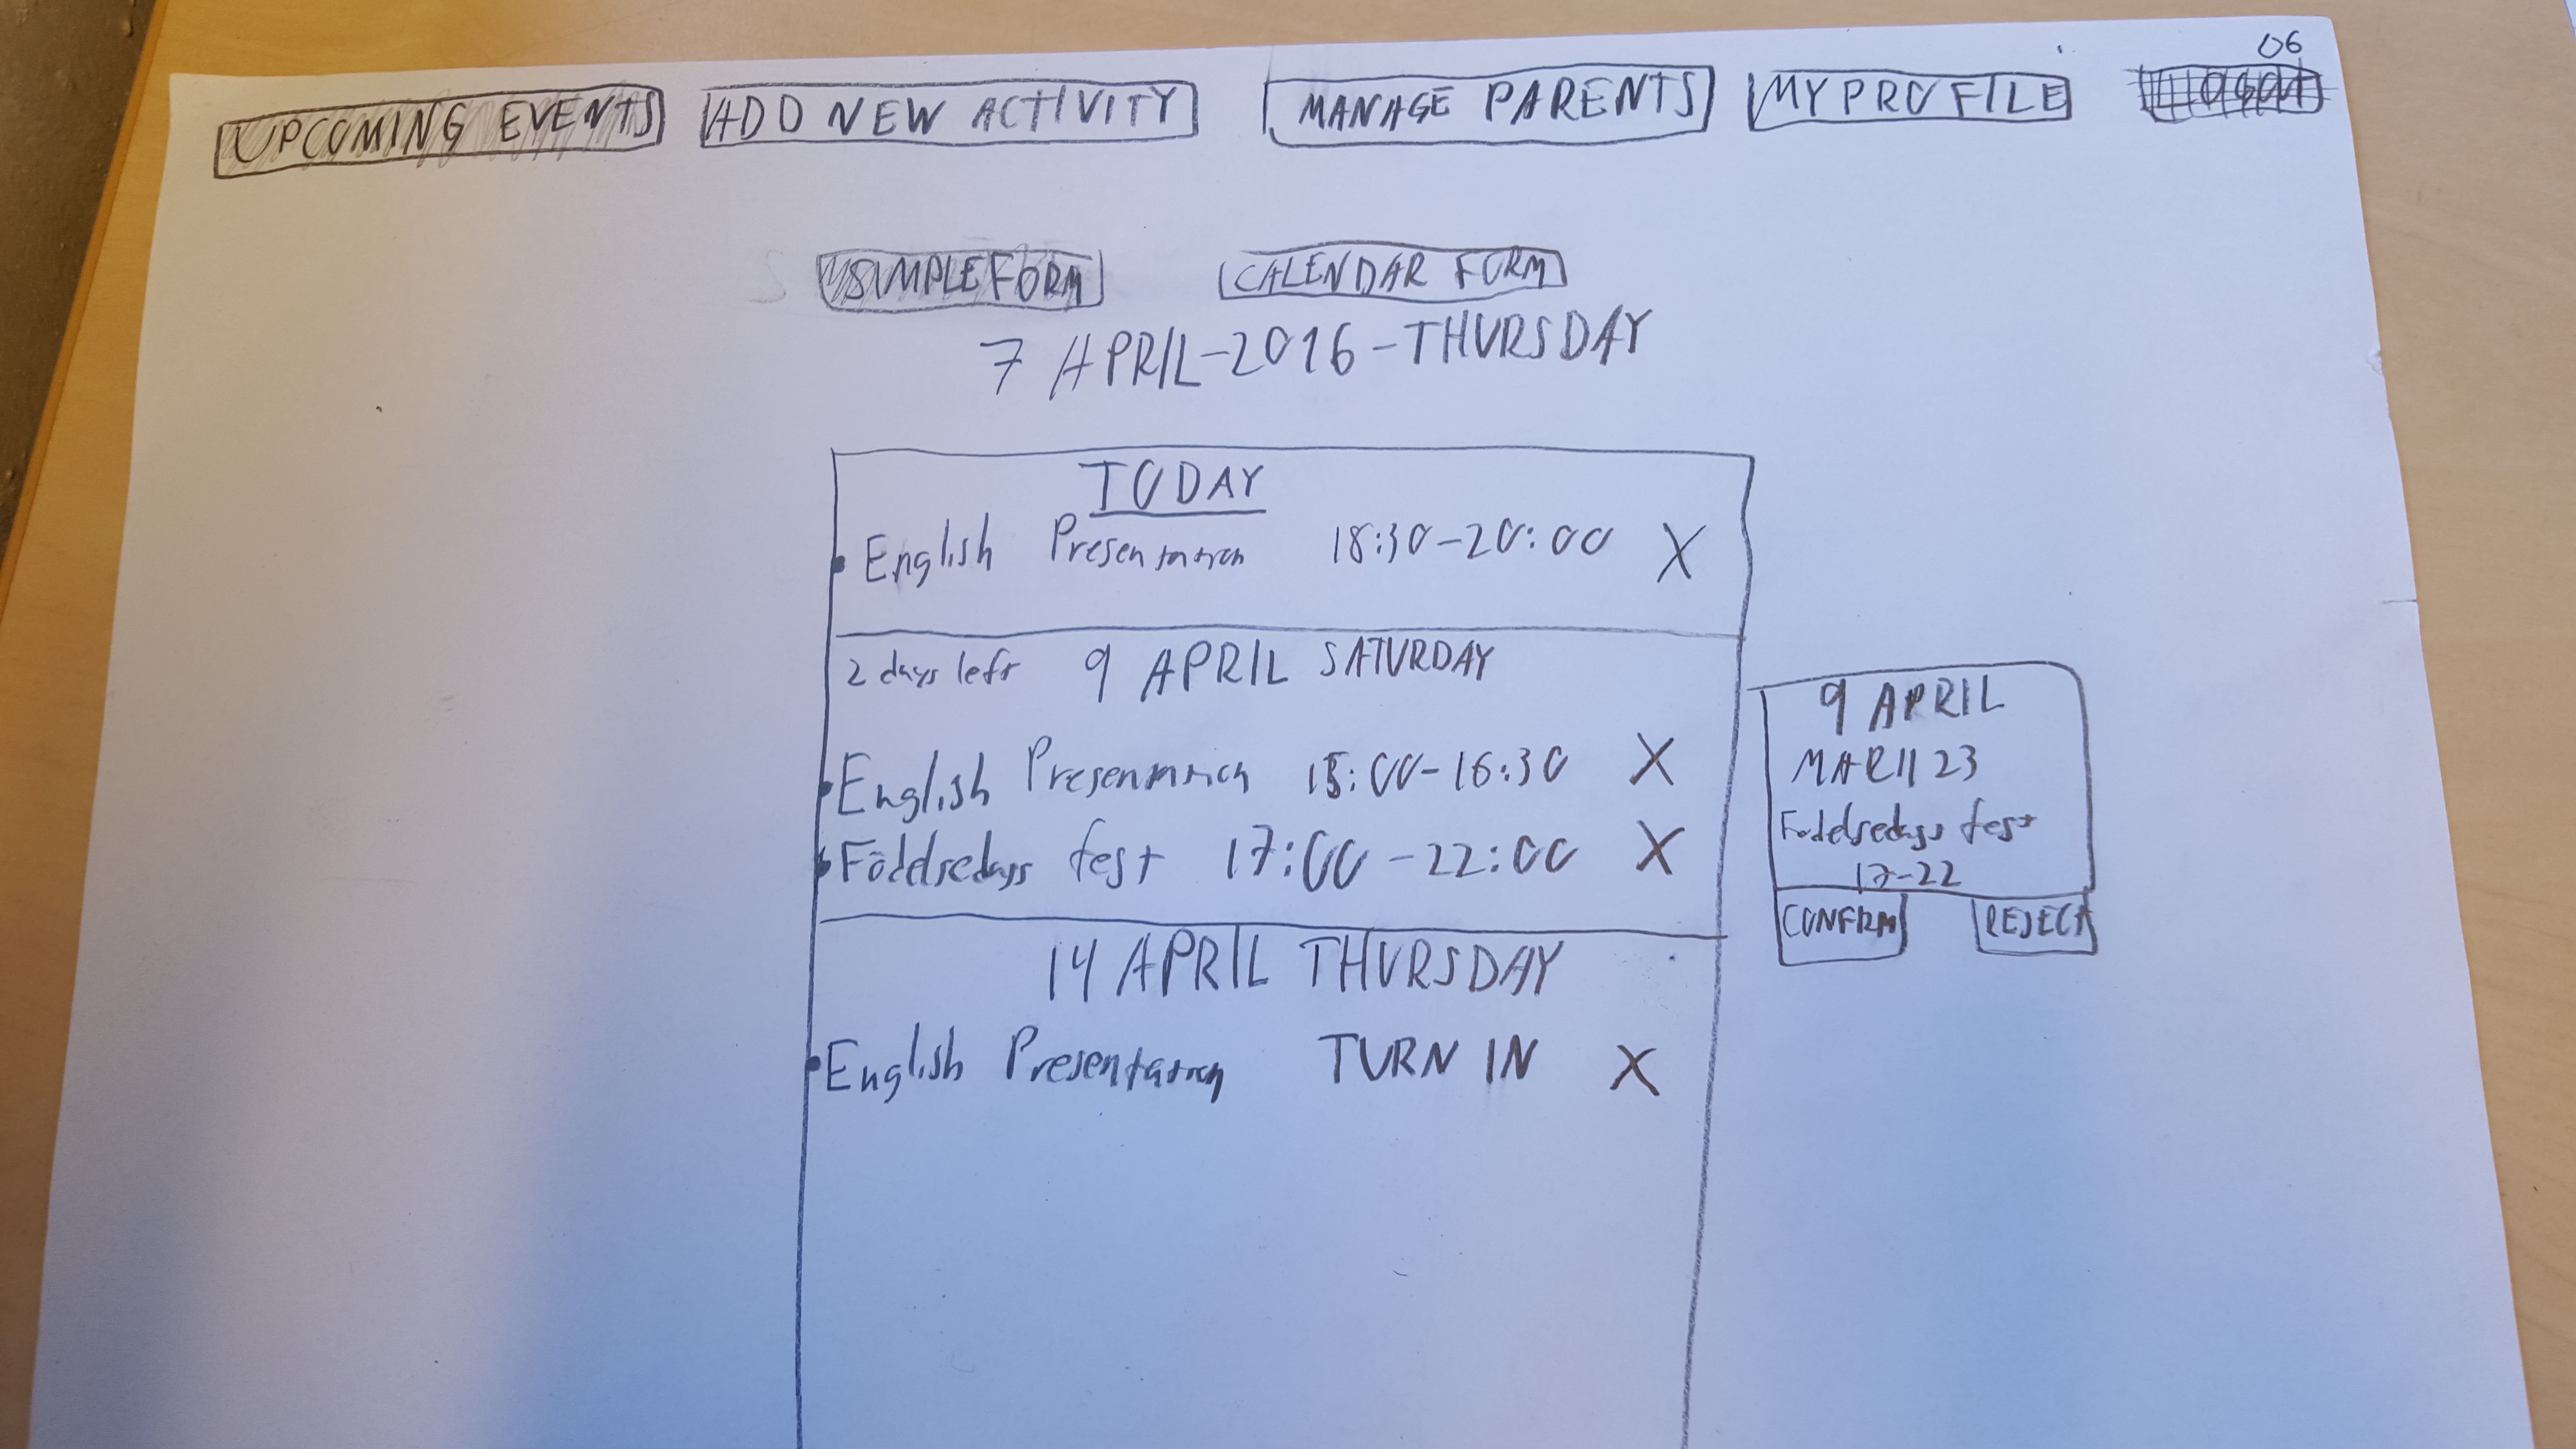 06
UPCOMING EVENTS ADD NEW ACTIVITY MANAGE PARENTS MY PROFILE
SIMPLE FORM CALENDAR FORM
7 APRIL-2016-THURSDAY
TODAY
English Presentation 18:30-20:00 X
2 days left 9 APRIL SATURDAY
English Presentation 15:00-16:30 X
Födelsedags fest 17:00-22:00 X
14 APRIL THURSDAY
English Presentation TURN IN X
9 APRIL
MARII23
Födelsedags fest
17-22
CONFIRM REJECT